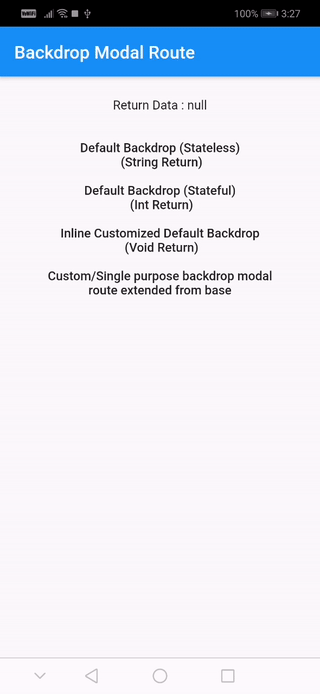 100% 3:27
Backdrop Modal Route
Return Data : null
Default Backdrop (Stateless)
(String Return)
Default Backdrop (Stateful)
(Int Return)
Inline Customized Default Backdrop
(Void Return)
Custom/Single purpose backdrop modal
route extended from base